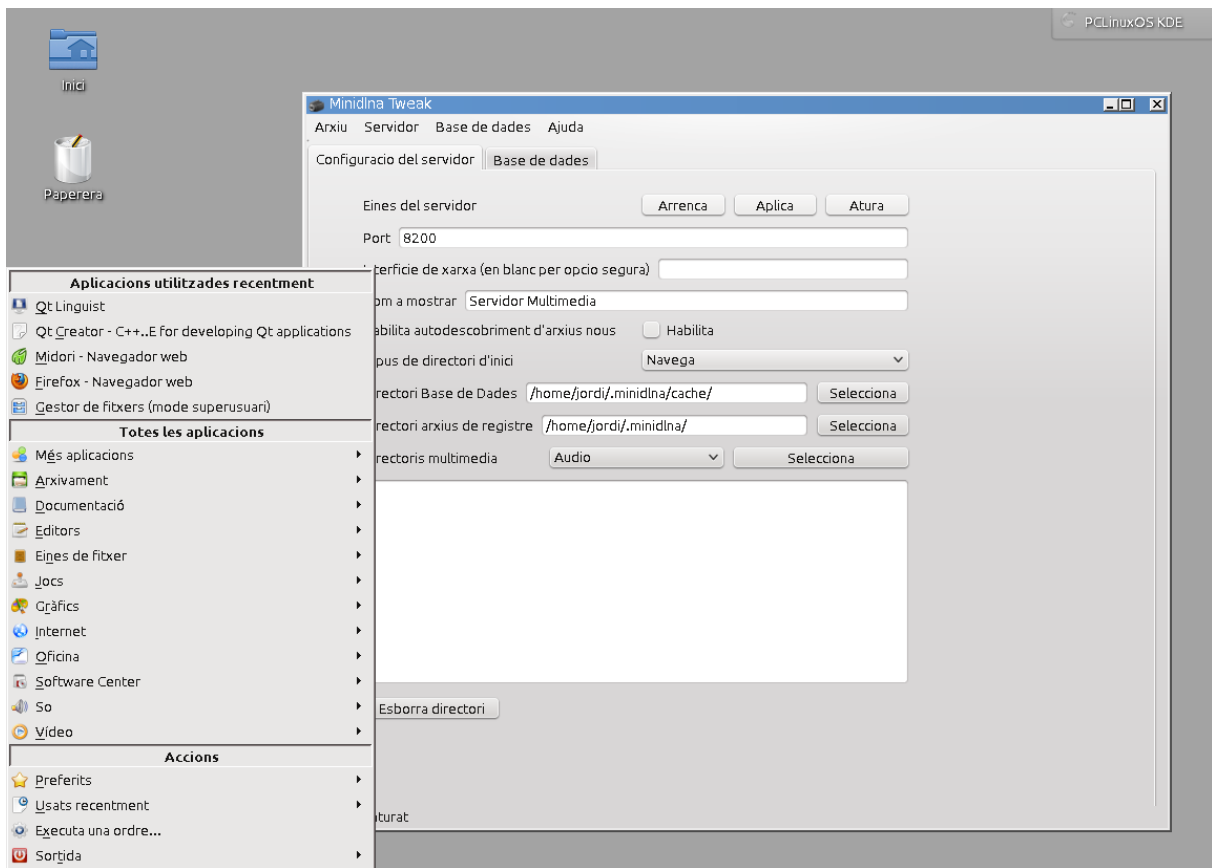 PCLinuxOS KDE
Inici
Paperera
Minidlna Tweak
Arxiu Servidor Base de dades Ajuda
Configuracio del servidor Base de dades
Eines del servidor Arrenca Aplica Atura
Port 8200
terficie de xarxa (en blanc per opcio segura)
om a mostrar Servidor Multimedia
abilita autodescobriment d'arxius nous Habilita
pus de directori d'inici Navega
rectori Base de Dades /home/jordi/.minidlna/cache/ Selecciona
rectori arxius de registre /home/jordi/.minidlna/ Selecciona
rectoris multimedia Audio Selecciona
Esborra directori
turat
Aplicacions utilitzades recentment
Qt Linguist
Qt Creator - C++..E for developing Qt applications
Midori - Navegador web
Firefox - Navegador web
Gestor de fitxers (mode superusuari)
Totes les aplicacions
Més aplicacions
Arxivament
Documentació
Editors
Eines de fitxer
Jocs
Gràfics
Internet
Oficina
Software Center
So
Vídeo
Accions
Preferits
Usats recentment
Executa una ordre...
Sortida